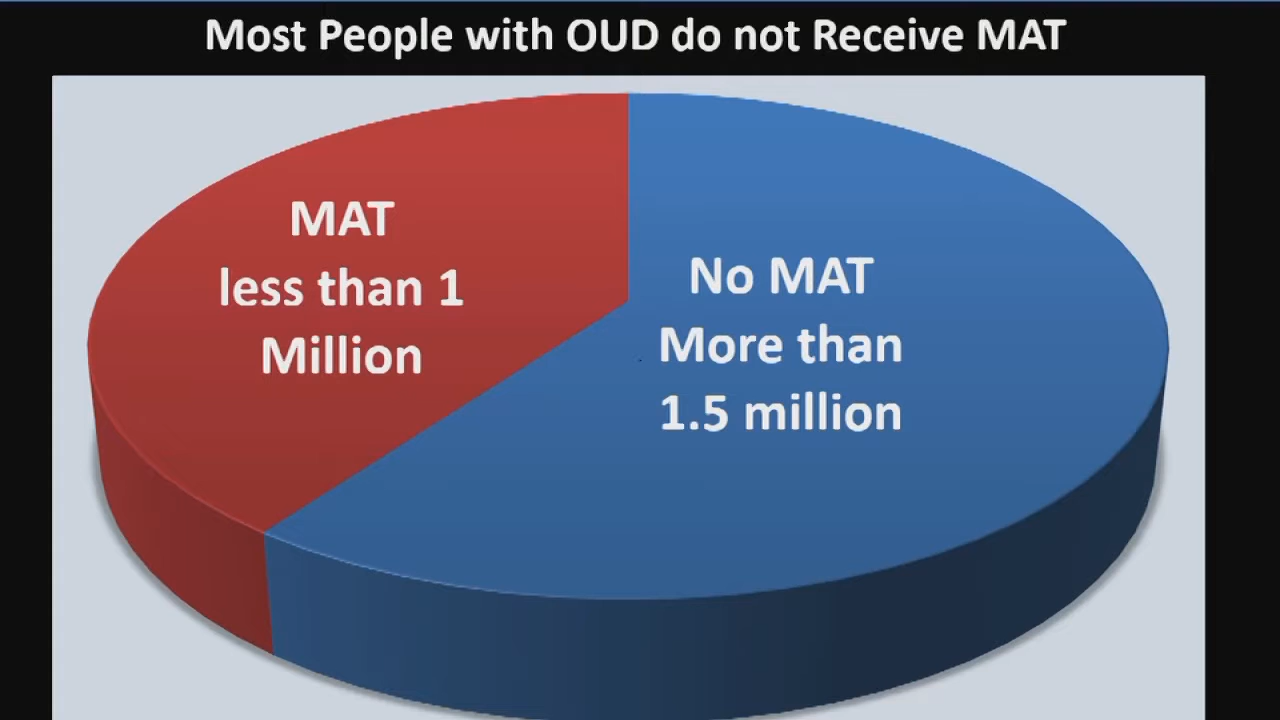 Most People with OUD do not Receive MAT
MAT
less than 1
Million
No MAT
More than
1.5 million